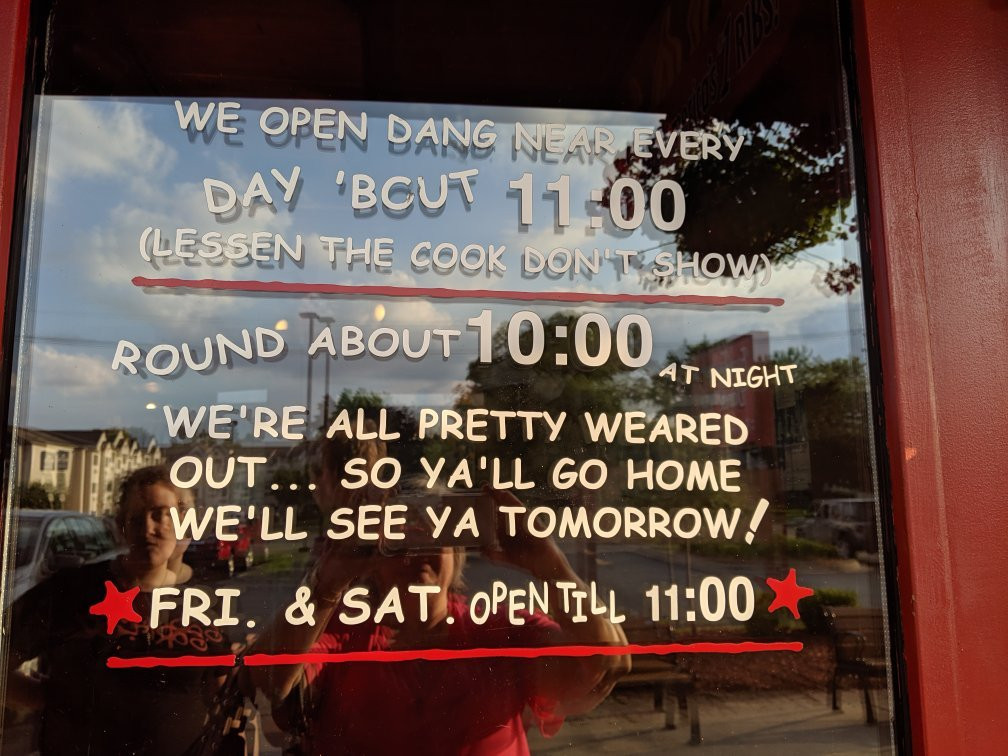 WE OPEN DANG NEAR EVERY
DAY 'BOUT 11:00
(LESSEN THE COOK DON'T SHOW)
ROUND ABOUT 10:00
AT NIGHT
WE'RE ALL PRETTY WEARED
OUT... SO YA'LL GO HOME
WE'LL SEE YA TOMORROW!
FRI. & SAT. OPEN TILL 11:00